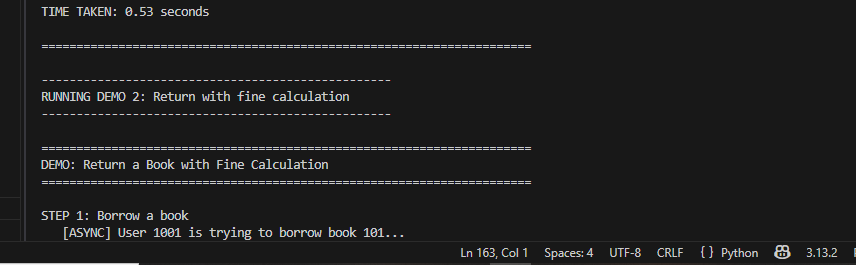 TIME TAKEN: 0.53 seconds
======================================================================
--------------------------------------------------
RUNNING DEMO 2: Return with fine calculation
--------------------------------------------------
======================================================================
DEMO: Return a Book with Fine Calculation
======================================================================
STEP 1: Borrow a book
[ASYNC] User 1001 is trying to borrow book 101...
Ln 163, Col 1 Spaces: 4 UTF-8 CRLF { } Python 3.13.2